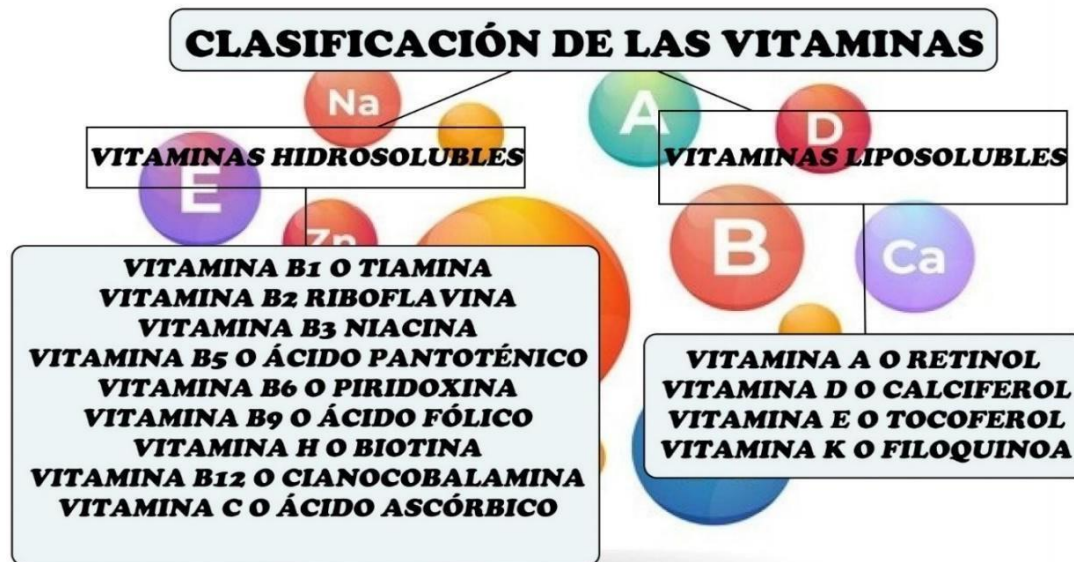 CLASIFICACIÓN DE LAS VITAMINAS
Na
A
D
VITAMINAS HIDROSOLUBLES
VITAMINAS LIPOSOLUBLES
E
Zn
B
Ca
VITAMINA B1 O TIAMINA
VITAMINA B2 RIBOFLAVINA
VITAMINA B3 NIACINA
VITAMINA B5 O ÁCIDO PANTOTÉNICO
VITAMINA B6 O PIRIDOXINA
VITAMINA B9 O ÁCIDO FÓLICO
VITAMINA H O BIOTINA
VITAMINA B12 O CIANOCOBALAMINA
VITAMINA C O ÁCIDO ASCÓRBICO
VITAMINA A O RETINOL
VITAMINA D O CALCIFEROL
VITAMINA E O TOCOFEROL
VITAMINA K O FILOQUINOA